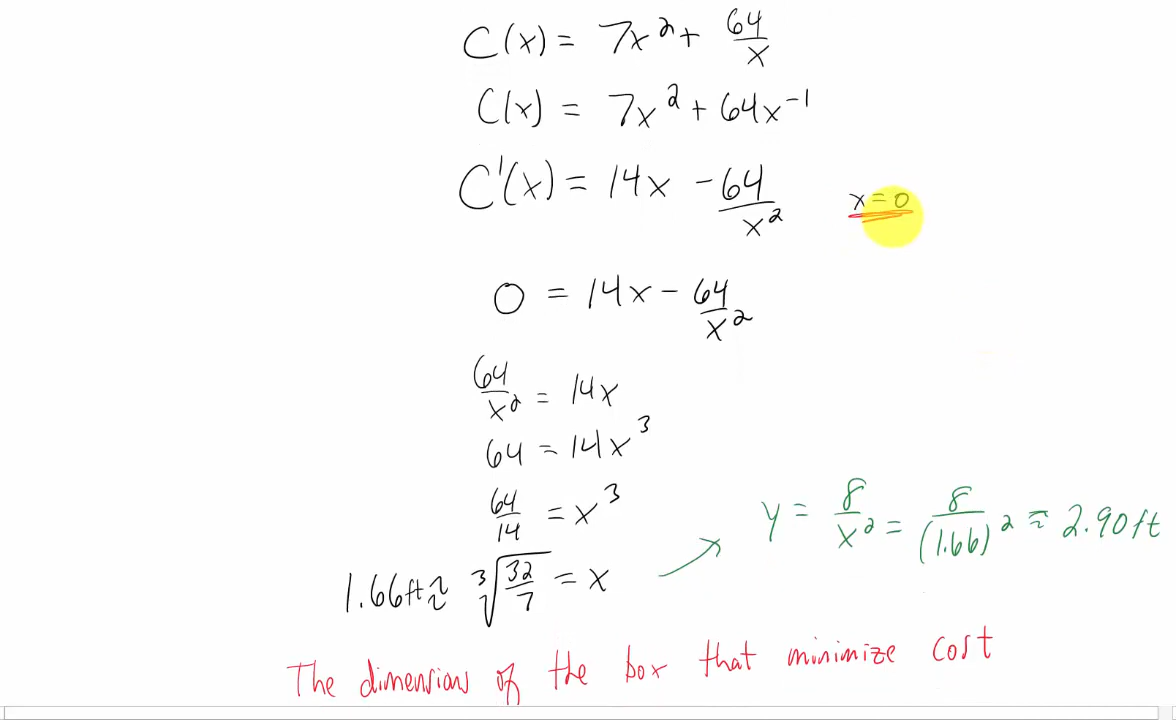 C(x) = 7x² + 64/x
C(x) = 7x² + 64x⁻¹
C'(x) = 14x - 64/x²
x = 0
0 = 14x - 64/x²
64/x² = 14x
64 = 14x³
64/14 = x³
y = 8/x² = 8/(1.66)² ≈ 2.90ft
1.66ft ≈ ∛(32/7) = x
The dimensions of the box that minimize cost